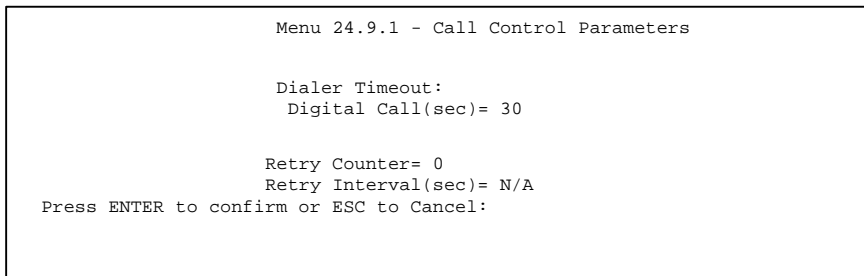 Menu 24.9.1 - Call Control Parameters
Dialer Timeout:
Digital Call(sec)= 30
Retry Counter= 0
Retry Interval(sec)= N/A
Press ENTER to confirm or ESC to Cancel: